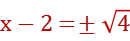 x − 2 = ± √4